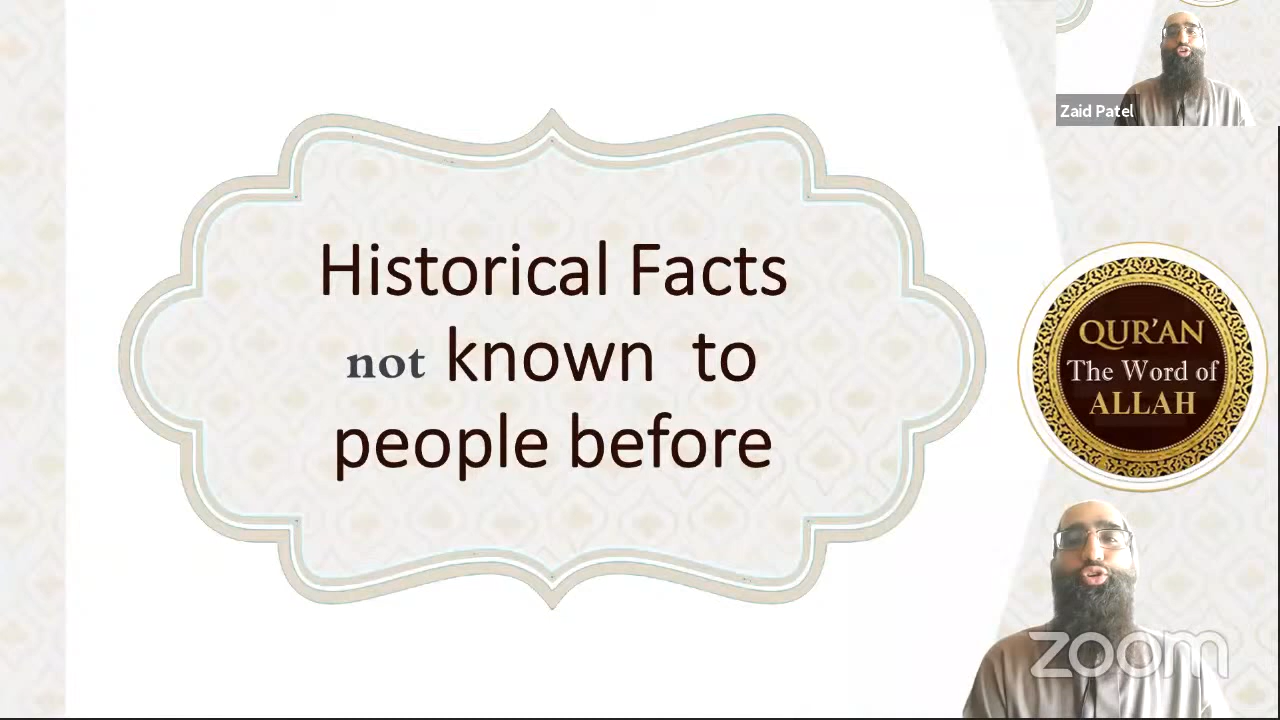 Historical Facts
not known to
people before
Zaid Patel
QUR'AN
The Word of
ALLAH
zoom